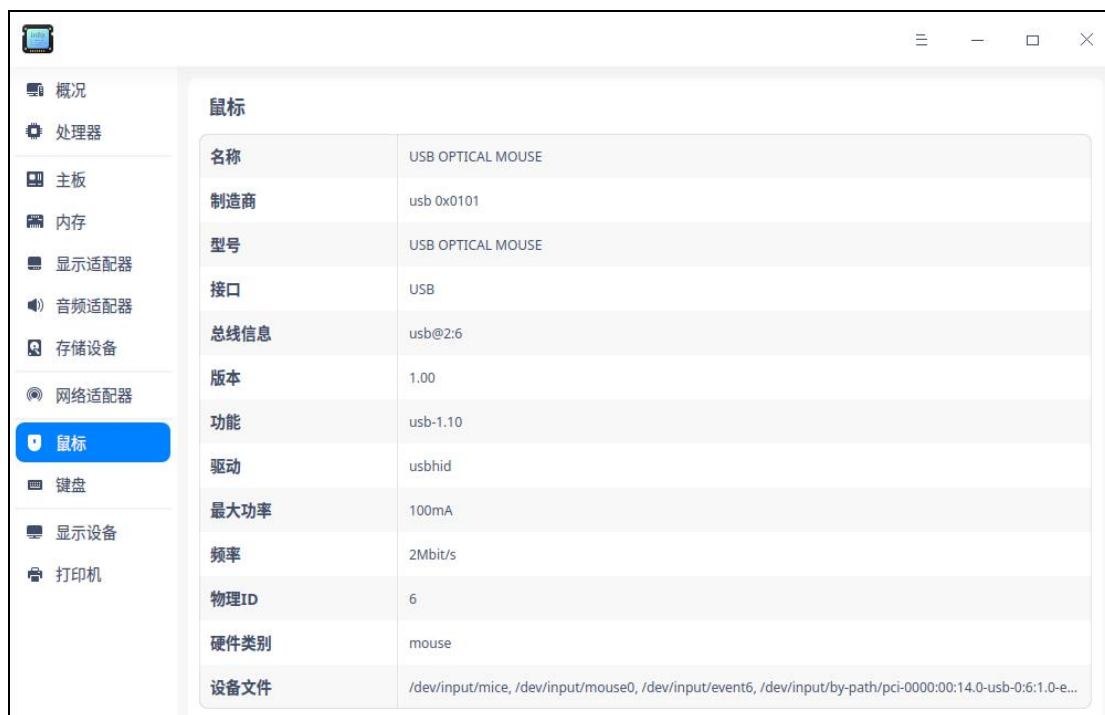 概况
处理器
主板
内存
显示适配器
音频适配器
存储设备
网络适配器
鼠标
键盘
显示设备
打印机
鼠标
名称 USB OPTICAL MOUSE
制造商 usb 0x0101
型号 USB OPTICAL MOUSE
接口 USB
总线信息 usb@2:6
版本 1.00
功能 usb-1.10
驱动 usbhid
最大功率 100mA
频率 2Mbit/s
物理ID 6
硬件类别 mouse
设备文件 /dev/input/mice, /dev/input/mouse0, /dev/input/event6, /dev/input/by-path/pci-0000:00:14.0-usb-0:6:1.0-e...